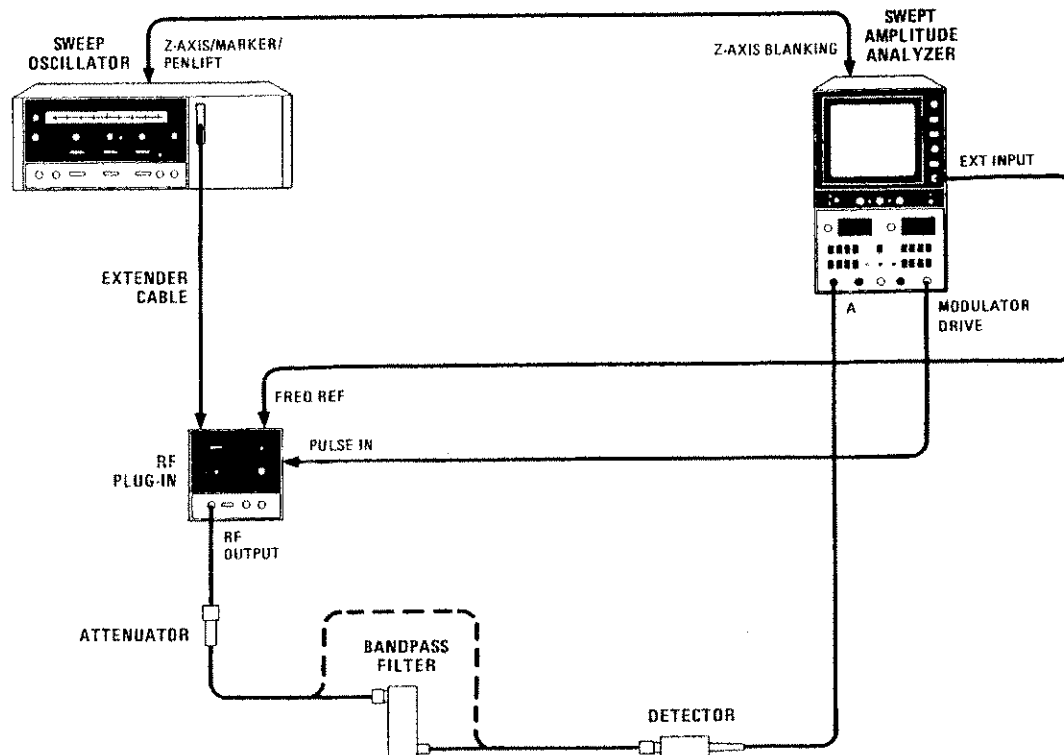 SWEEP
OSCILLATOR
Z-AXIS/MARKER/
PENLIFT
Z-AXIS BLANKING
SWEPT
AMPLITUDE
ANALYZER
EXT INPUT
EXTENDER
CABLE
A
MODULATOR
DRIVE
FREQ REF
PULSE IN
RF
PLUG-IN
RF
OUTPUT
ATTENUATOR
BANDPASS
FILTER
DETECTOR